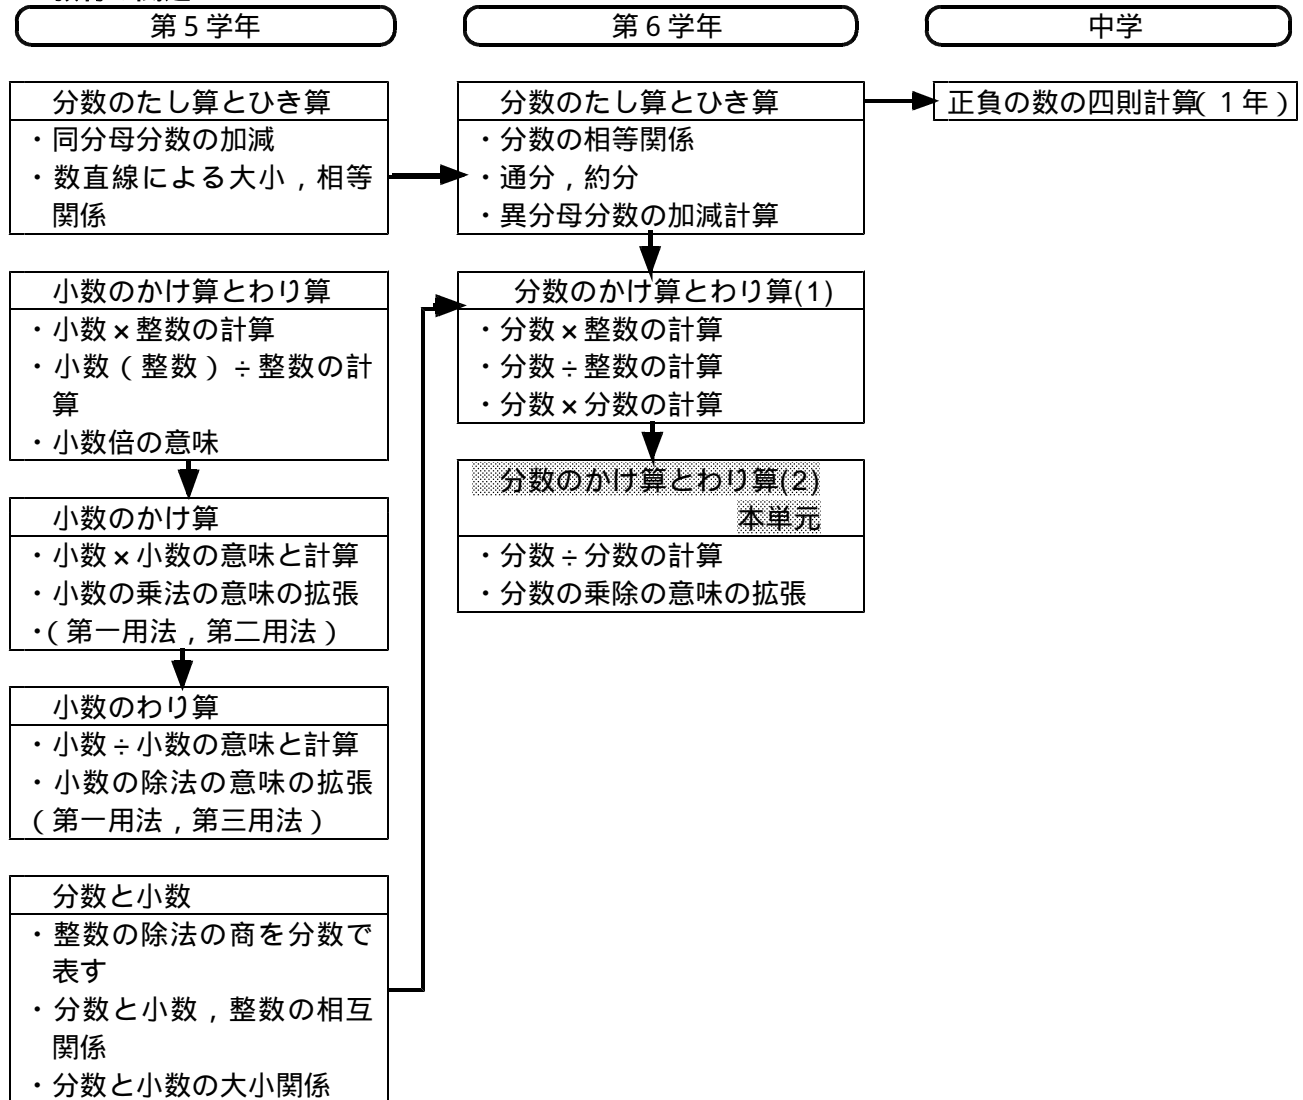 第5学年
第6学年
中学
分数のたし算とひき算
・同分母分数の加減
・数直線による大小，相等
関係
小数のかけ算とわり算
・小数×整数の計算
・小数（整数）÷整数の計
算
・小数倍の意味
小数のかけ算
・小数×小数の意味と計算
・小数の乗法の意味の拡張
・（第一用法，第二用法）
小数のわり算
・小数÷小数の意味と計算
・小数の除法の意味の拡張
（第一用法，第三用法）
分数と小数
・整数の除法の商を分数で
表す
・分数と小数，整数の相互
関係
・分数と小数の大小関係
分数のたし算とひき算
・分数の相等関係
・通分，約分
・異分母分数の加減計算
分数のかけ算とわり算(1)
・分数×整数の計算
・分数÷整数の計算
・分数×分数の計算
分数のかけ算とわり算(2)
本単元
・分数÷分数の計算
・分数の乗除の意味の拡張
正負の数の四則計算（1年）